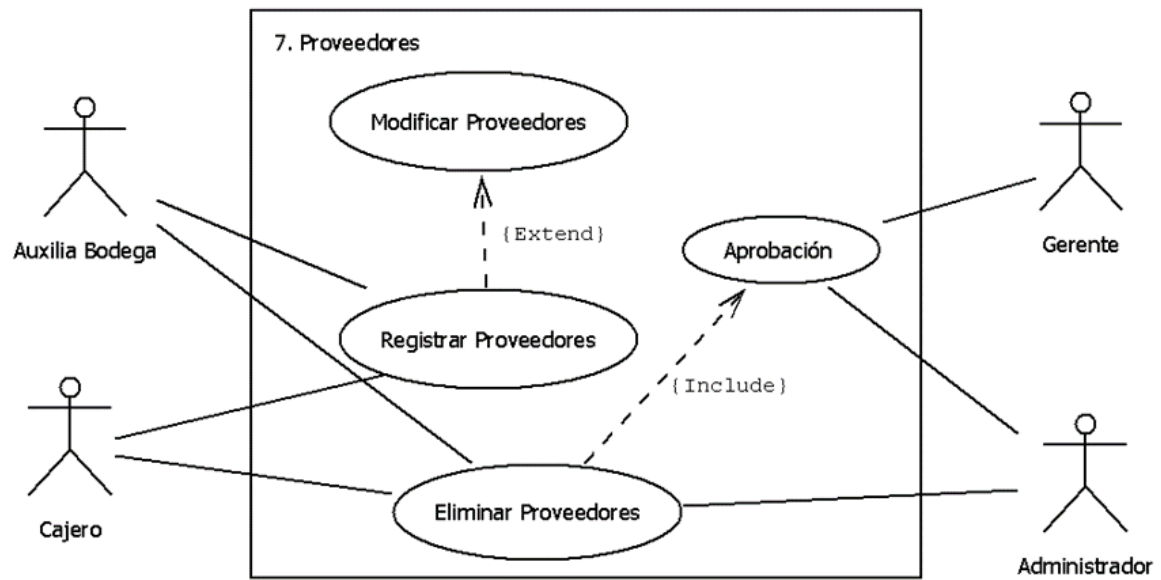 7. Proveedores
Modificar Proveedores
Auxilia Bodega
{Extend}
Aprobación
Gerente
Registrar Proveedores
{Include}
Cajero
Eliminar Proveedores
Administrador